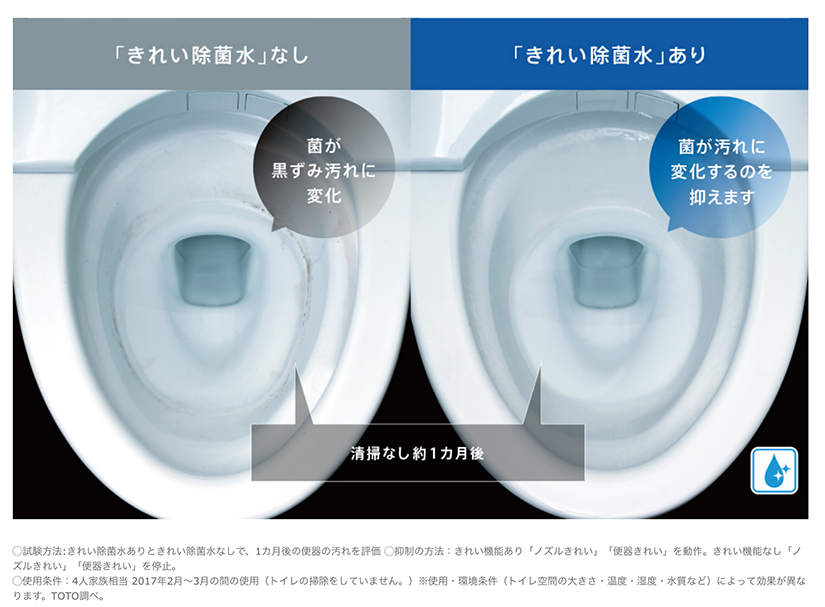 「きれい除菌水」なし
「きれい除菌水」あり
菌が
黒ずみ汚れに
変化
菌が汚れに
変化するのを
抑えます
清掃なし約1カ月後
○試験方法:きれい除菌水ありときれい除菌水なしで、1カ月後の便器の汚れを評価 ○抑制の方法：きれい機能あり「ノズルきれい」「便器きれい」を動作。きれい機能なし「ノ
ズルきれい」「便器きれい」を停止。
○使用条件：4人家族相当 2017年2月〜3月の間の使用（トイレの掃除をしていません。）※使用・環境条件（トイレ空間の大きさ・温度・湿度・水質など）によって効果が異な
ります。TOTO調べ。